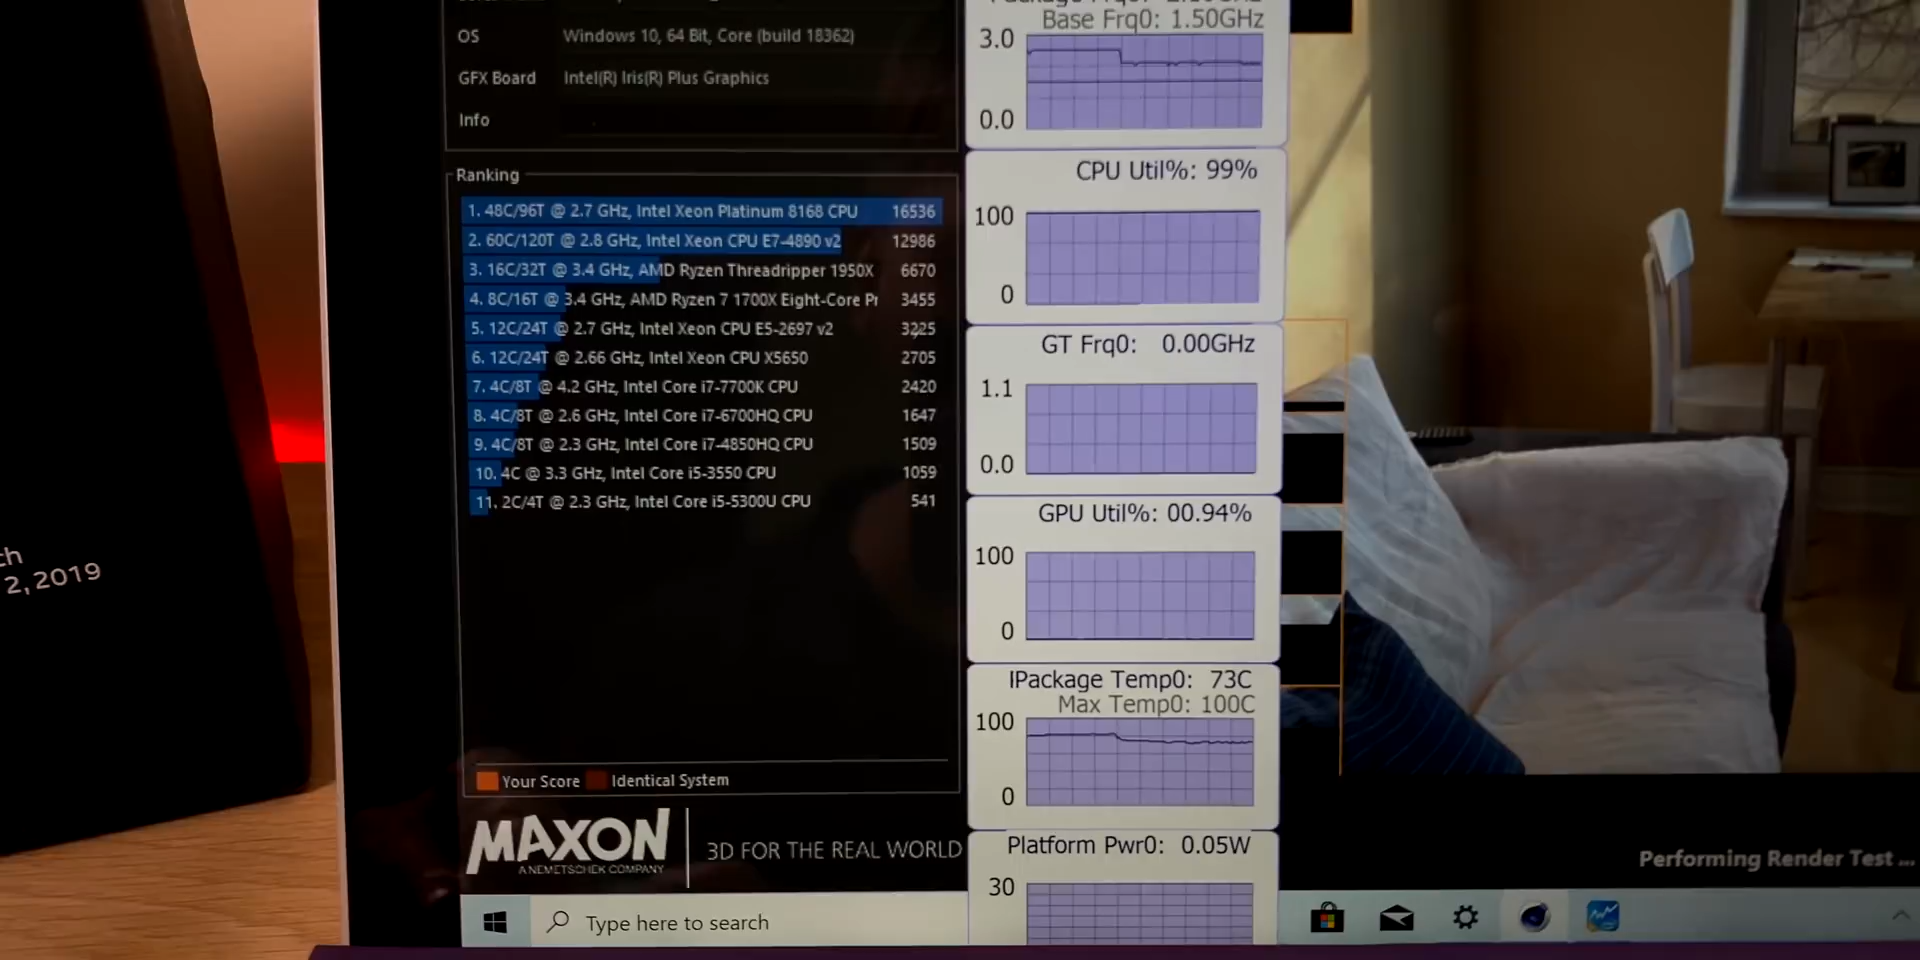 OS Windows 10, 64 Bit, Core (build 18362)
GFX Board Intel(R) Iris(R) Plus Graphics
Info
Ranking
1. 48C/96T @ 2.7 GHz, Intel Xeon Platinum 8168 CPU 16536
2. 60C/120T @ 2.8 GHz, Intel Xeon CPU E7-4890 v2 12986
3. 16C/32T @ 3.4 GHz, AMD Ryzen Threadripper 1950X 6670
4. 8C/16T @ 3.4 GHz, AMD Ryzen 7 1700X Eight-Core Pr 3455
5. 12C/24T @ 2.7 GHz, Intel Xeon CPU E5-2697 v2 3225
6. 12C/24T @ 2.66 GHz, Intel Xeon CPU X5650 2705
7. 4C/8T @ 4.2 GHz, Intel Core i7-7700K CPU 2420
8. 4C/8T @ 2.6 GHz, Intel Core i7-6700HQ CPU 1647
9. 4C/8T @ 2.3 GHz, Intel Core i7-4850HQ CPU 1509
10. 4C @ 3.3 GHz, Intel Core i5-3550 CPU 1059
11. 2C/4T @ 2.3 GHz, Intel Core i5-5300U CPU 541
Your Score Identical System
MAXON
A NEMETSCHEK COMPANY
3D FOR THE REAL WORLD
Type here to search
Base Frq0: 1.50GHz
3.0
0.0
CPU Util%: 99%
100
0
GT Frq0: 0.00GHz
1.1
0.0
GPU Util%: 00.94%
100
0
IPackage Temp0: 73C
Max Temp0: 100C
100
0
Platform Pwr0: 0.05W
30
Performing Render Test ...
ch
2, 2019